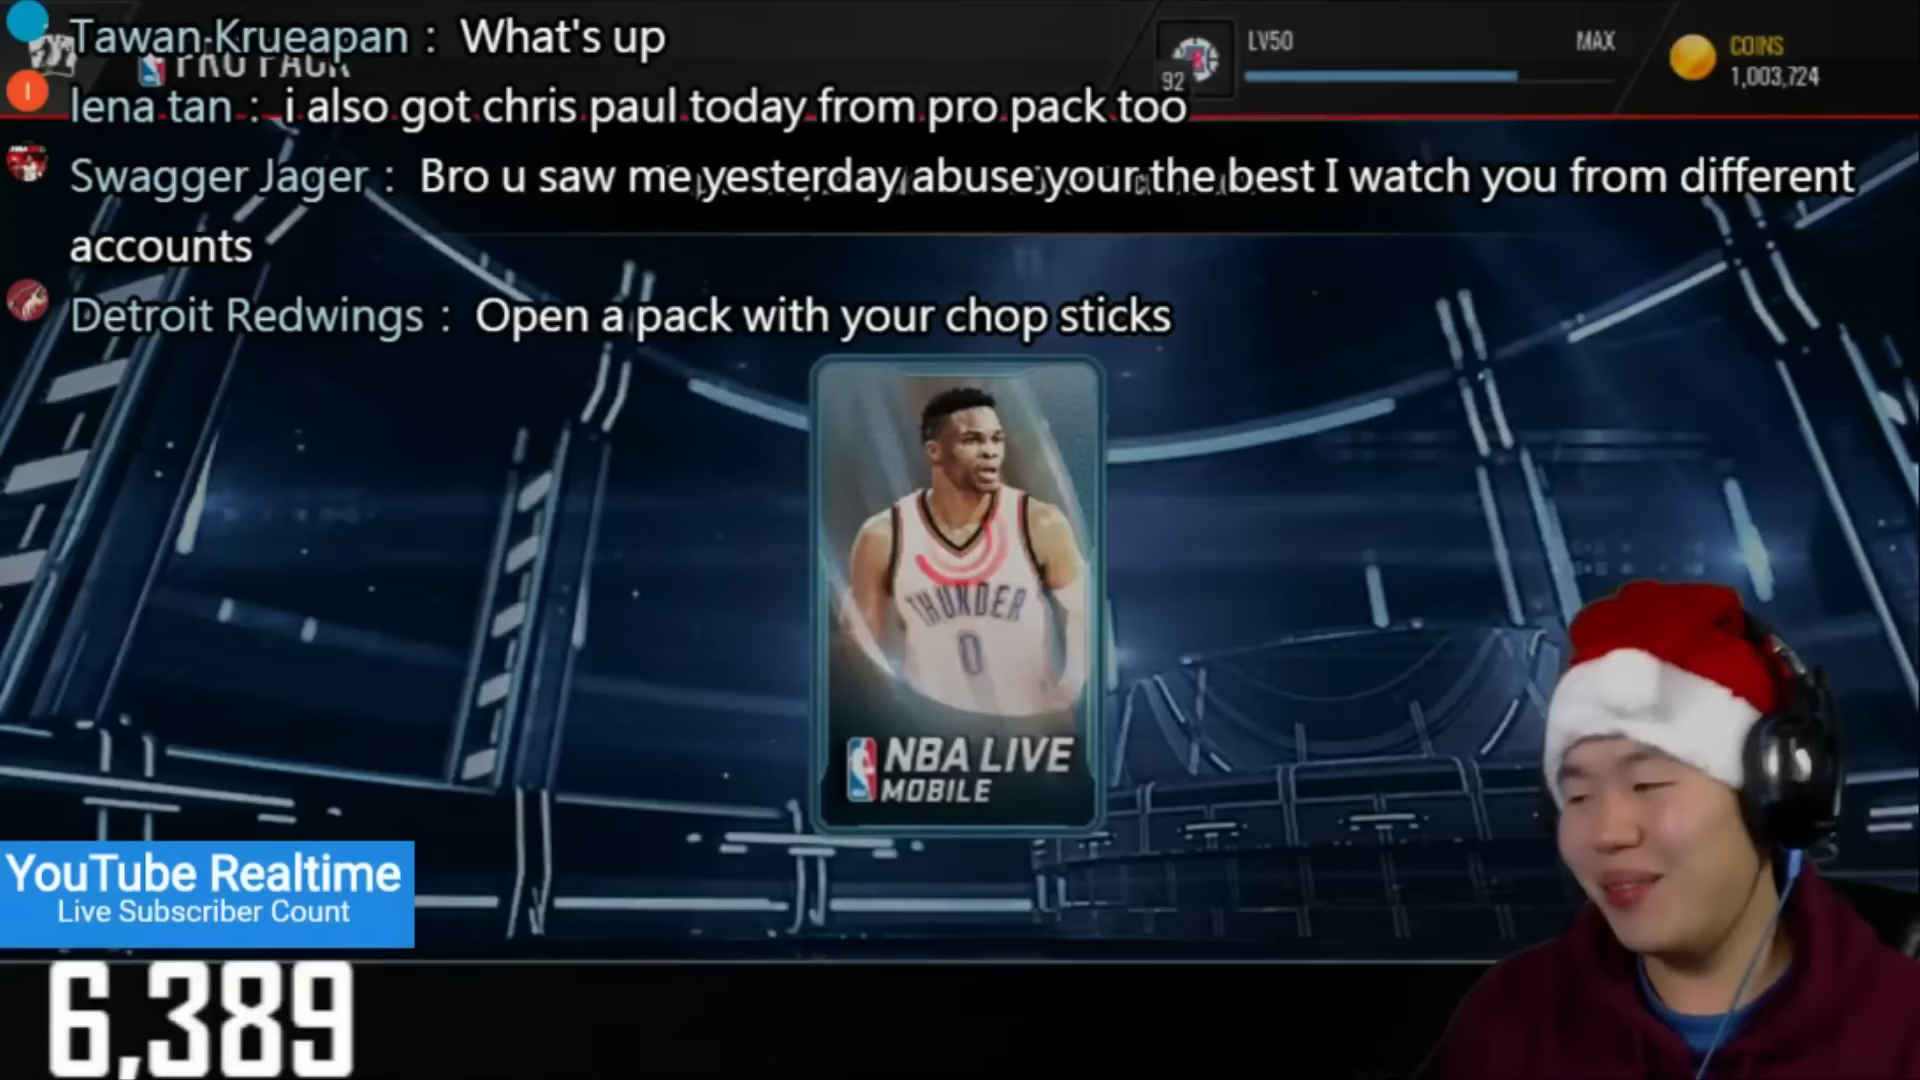 Tawan Krueapan : What's up
PRO PACK
LV50
MAX
COINS
92
1,003,724
lena tan : i also got chris paul today from pro pack too
Swagger Jager : Bro u saw me yesterday abuse your the best I watch you from different
accounts
Detroit Redwings : Open a pack with your chop sticks
THUNDER
0
NBA LIVE
MOBILE
YouTube Realtime
Live Subscriber Count
6,389